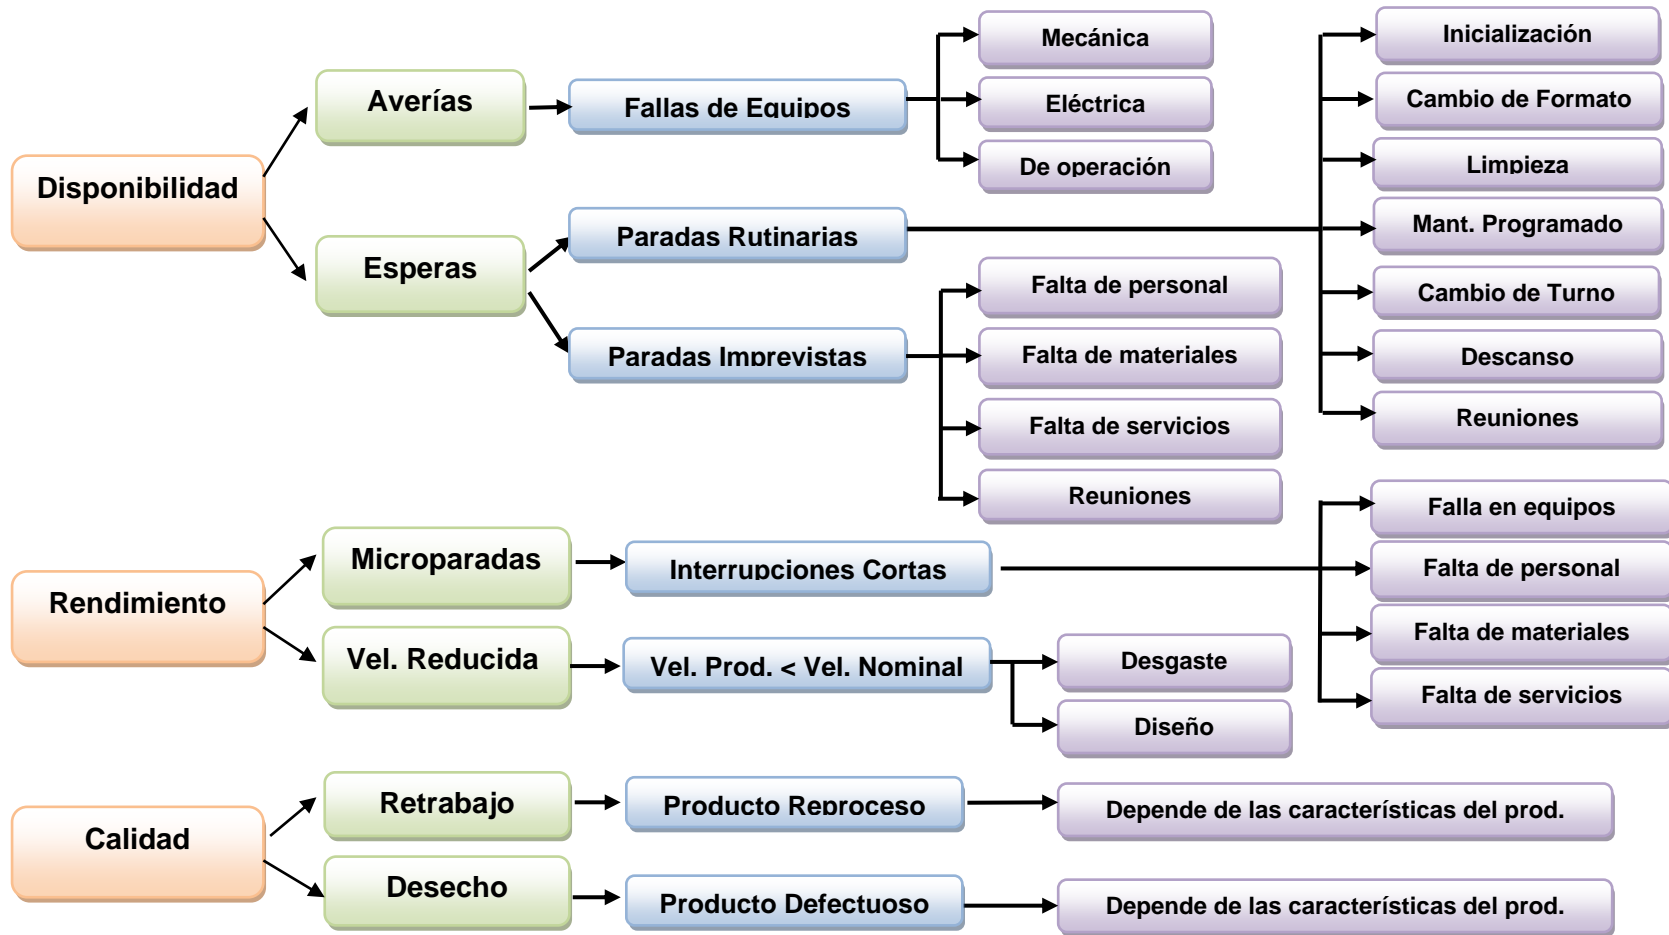 Disponibilidad
Averías
Fallas de Equipos
Mecánica
Eléctrica
De operación
Esperas
Paradas Rutinarias
Inicialización
Cambio de Formato
Limpieza
Mant. Programado
Cambio de Turno
Descanso
Reuniones
Paradas Imprevistas
Falta de personal
Falta de materiales
Falta de servicios
Reuniones
Rendimiento
Microparadas
Interrupciones Cortas
Falla en equipos
Falta de personal
Falta de materiales
Falta de servicios
Vel. Reducida
Vel. Prod. < Vel. Nominal
Desgaste
Diseño
Calidad
Retrabajo
Producto Reproceso
Depende de las características del prod.
Desecho
Producto Defectuoso
Depende de las características del prod.